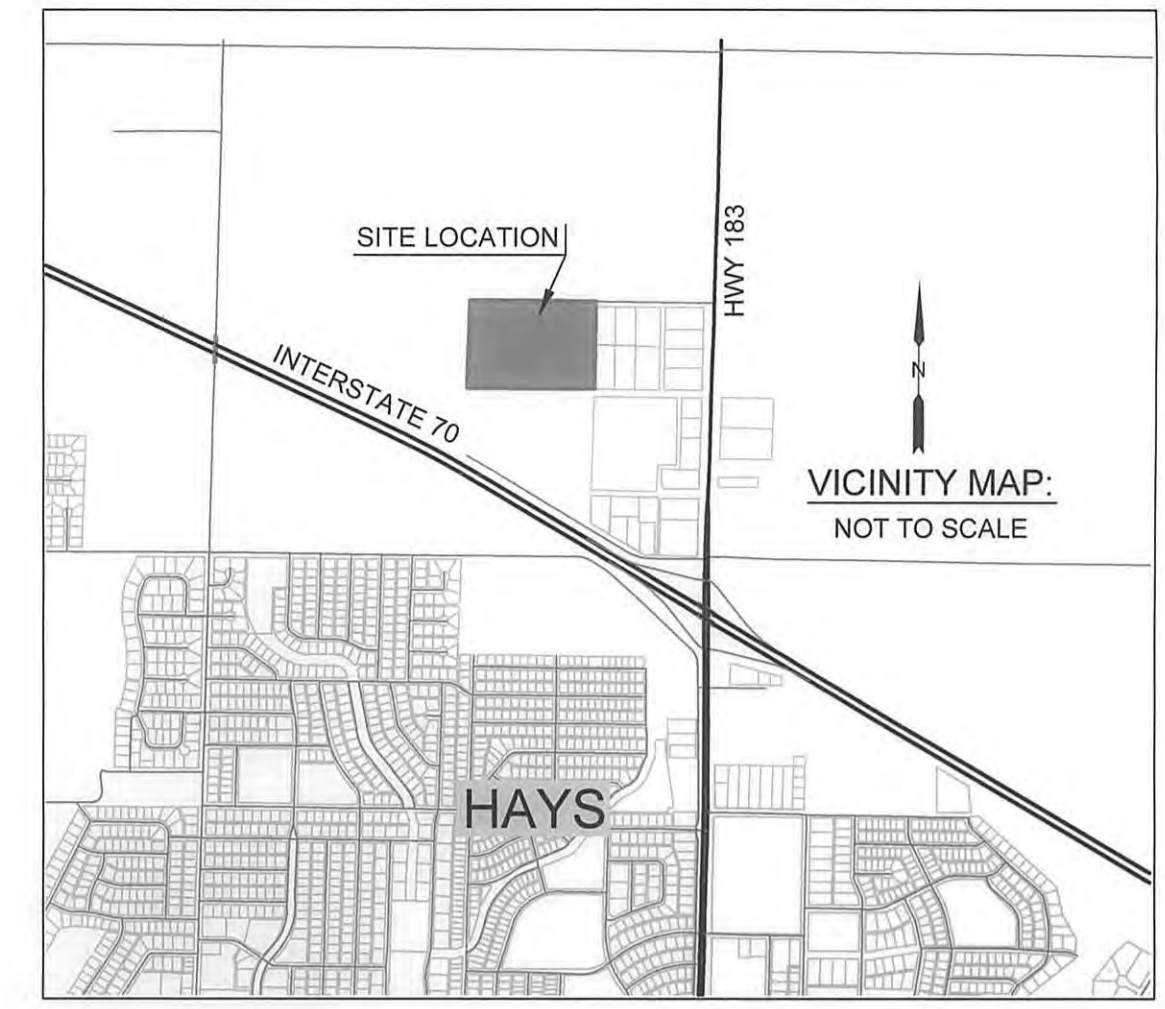 SITE LOCATION
HWY 183
INTERSTATE 70
N
VICINITY MAP:
NOT TO SCALE
HAYS